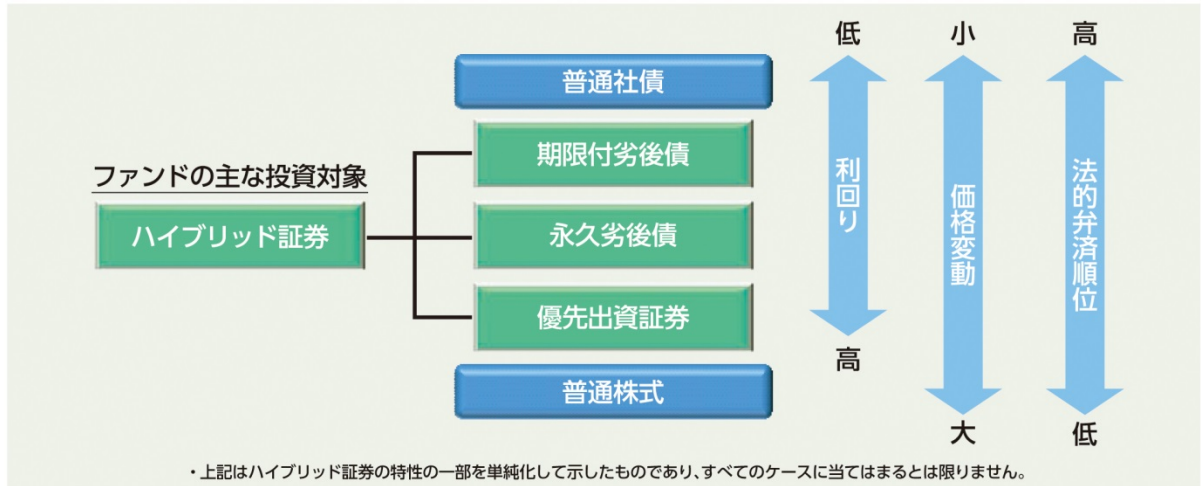 低
小
高
普通社債
期限付劣後債
ファンドの主な投資対象
ハイブリッド証券
永久劣後債
優先出資証券
普通株式
利回り
価格変動
法的弁済順位
高
大
低
・上記はハイブリッド証券の特性の一部を単純化して示したものであり、すべてのケースに当てはまるとは限りません。